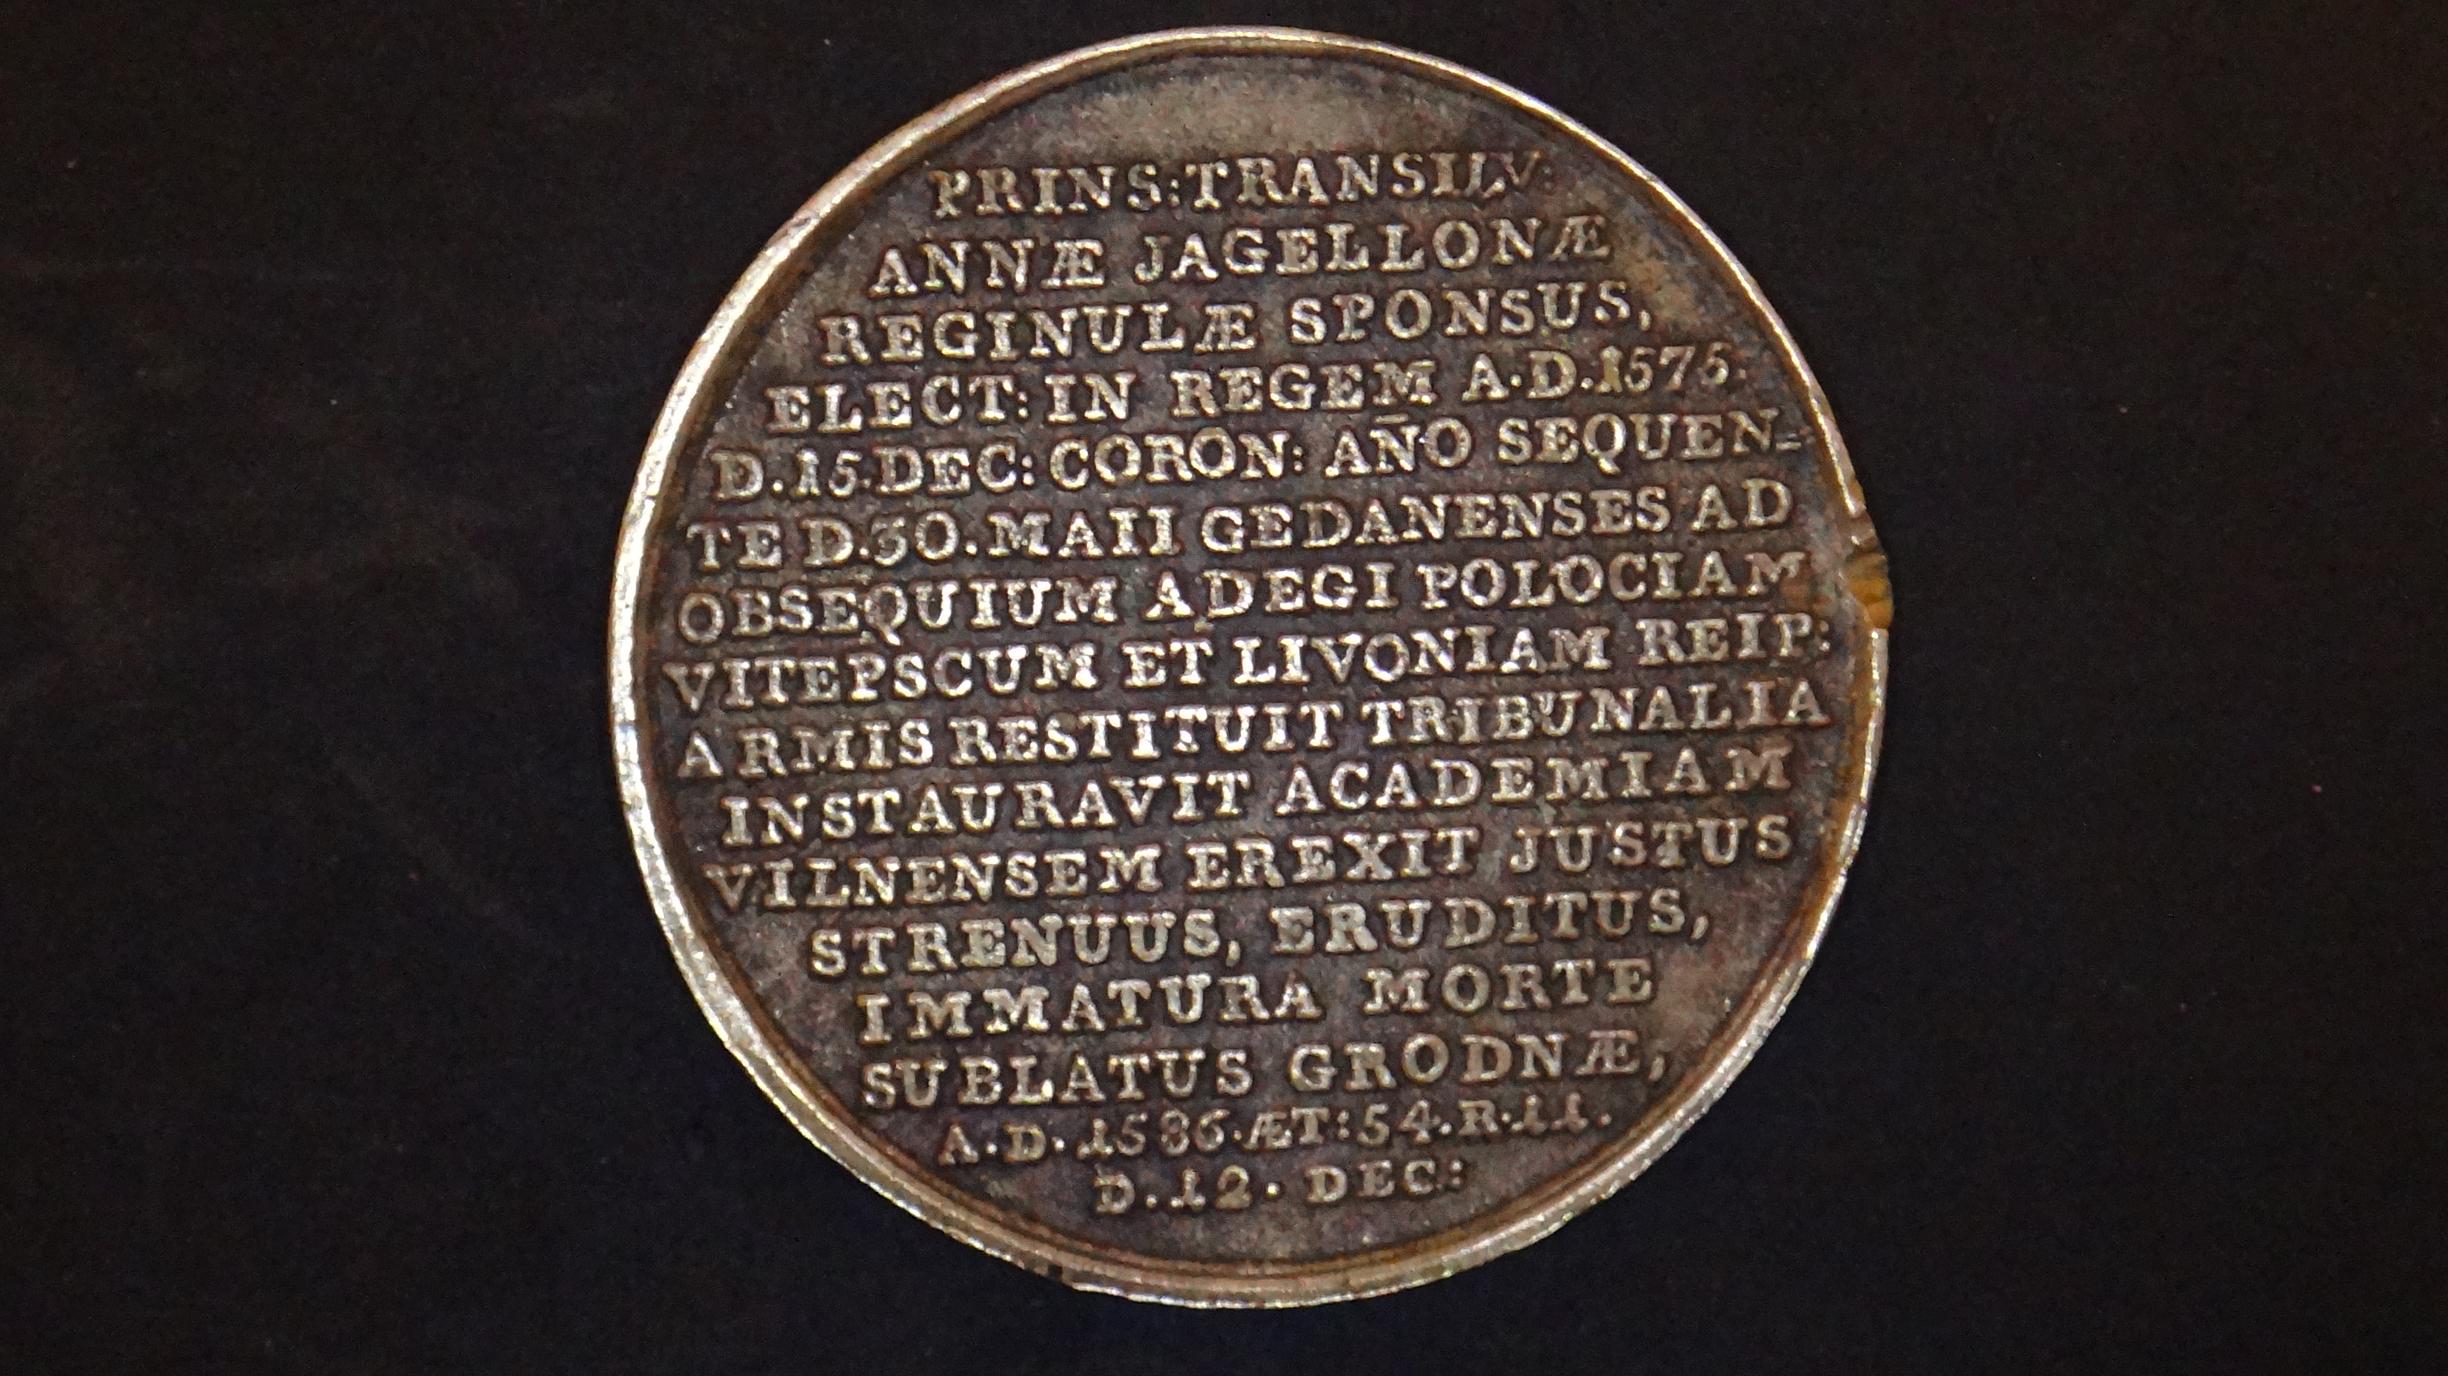 PRINS:TRANSILV:
ANNÆ JAGELLONÆ
REGINULÆ SPONSUS,
ELECT: IN REGEM A·D.1575.
D.15.DEC: CORON: AÑO SEQUEN=
TE D.30. MAII GEDANENSES AD
OBSEQUIUM ADEGI POLOCIAM
VITEPSCUM ET LIVONIAM REIP:
ARMIS RESTITUIT TRIBUNALIA
INSTAURAVIT ACADEMIAM
VILNENSEM EREXIT JUSTUS
STRENUUS, ERUDITUS,
IMMATURA MORTE
SUBLATUS GRODNÆ,
A·D·1586·ÆT:54.R·11.
D.12. DEC: